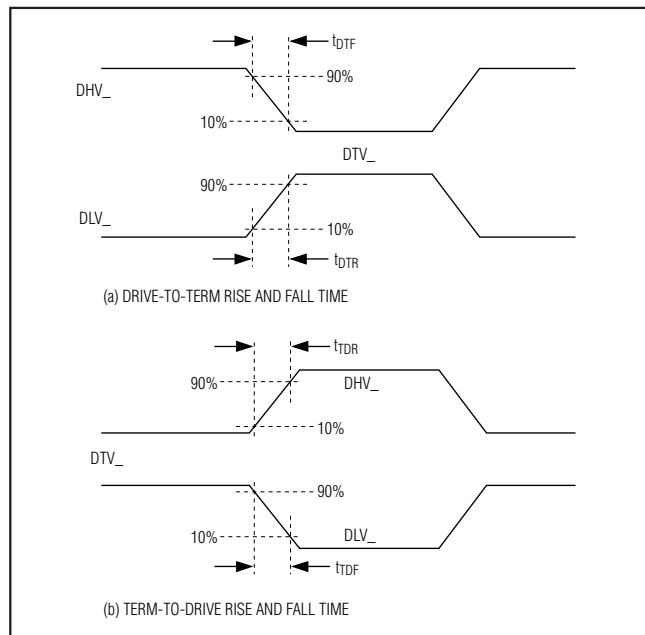 tDTF
90%
DHV_
10%
DTV_
90%
DLV_
10%
tDTR
(a) DRIVE-TO-TERM RISE AND FALL TIME
tTDR
90%
DHV_
10%
DTV_
90%
10%
DLV_
tTDF
(b) TERM-TO-DRIVE RISE AND FALL TIME